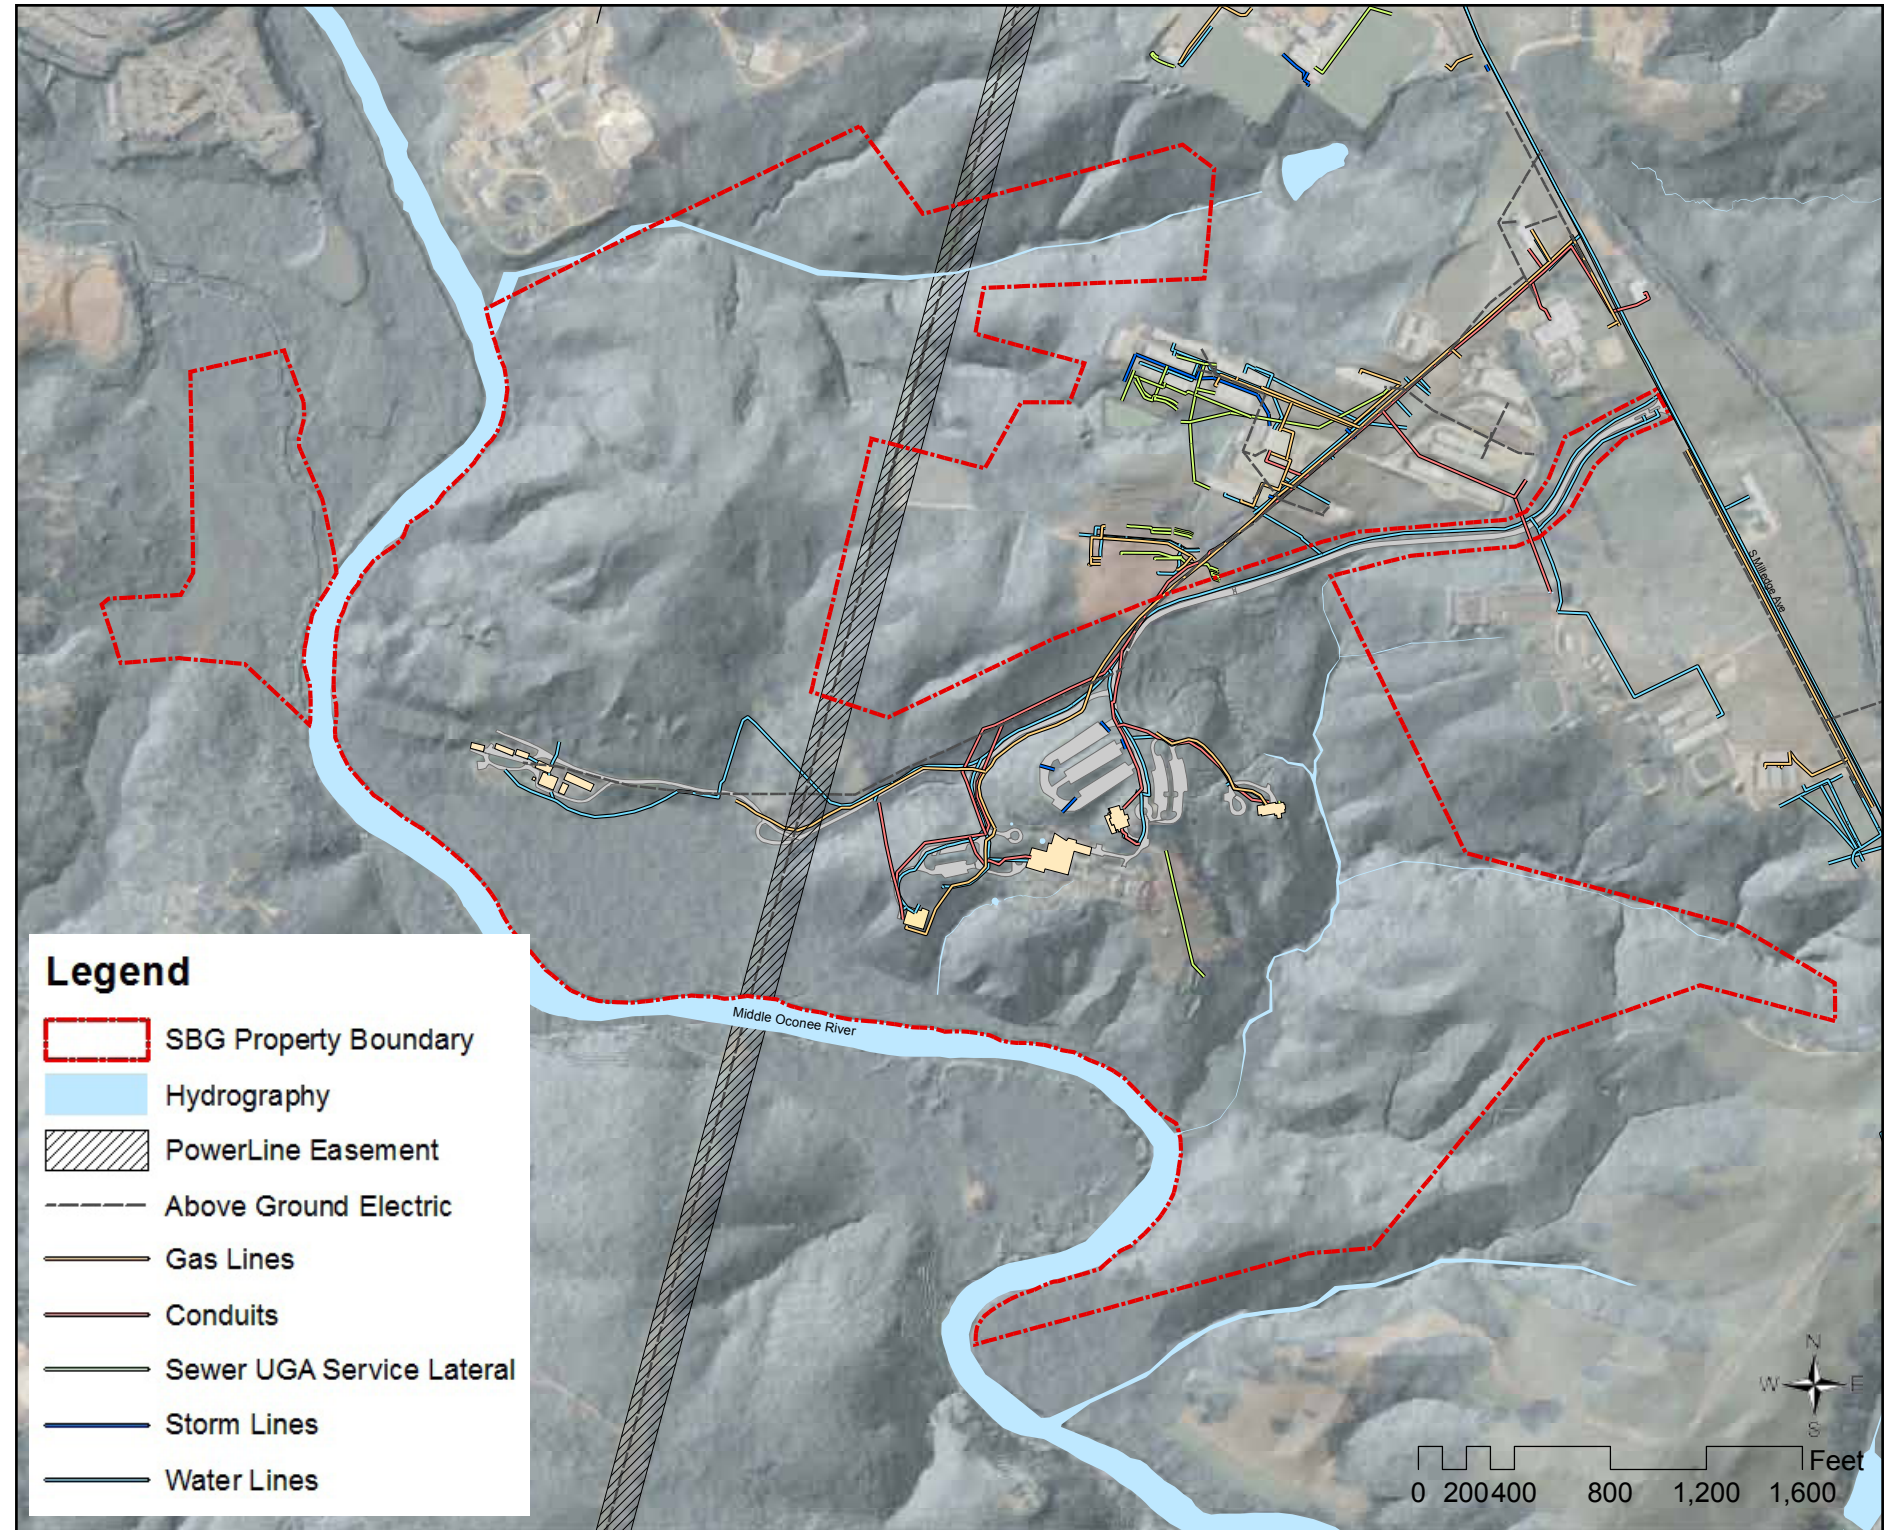 S Milledge Ave
Middle Oconee River
Legend
SBG Property Boundary
Hydrography
PowerLine Easement
Above Ground Electric
Gas Lines
Conduits
Sewer UGA Service Lateral
Storm Lines
Water Lines
N
W E
S
Feet
0 200 400 800 1,200 1,600